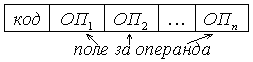 код ОП₁ ОП₂ ... ОПₙ
поле за операнда